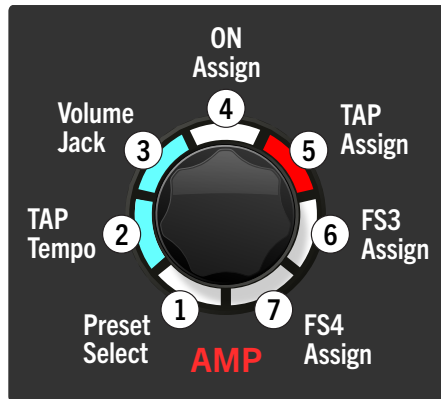 ON
Assign
4
Volume
Jack
3
TAP
Assign
5
TAP
Tempo
2
FS3
Assign
6
Preset
Select
1
FS4
Assign
7
AMP